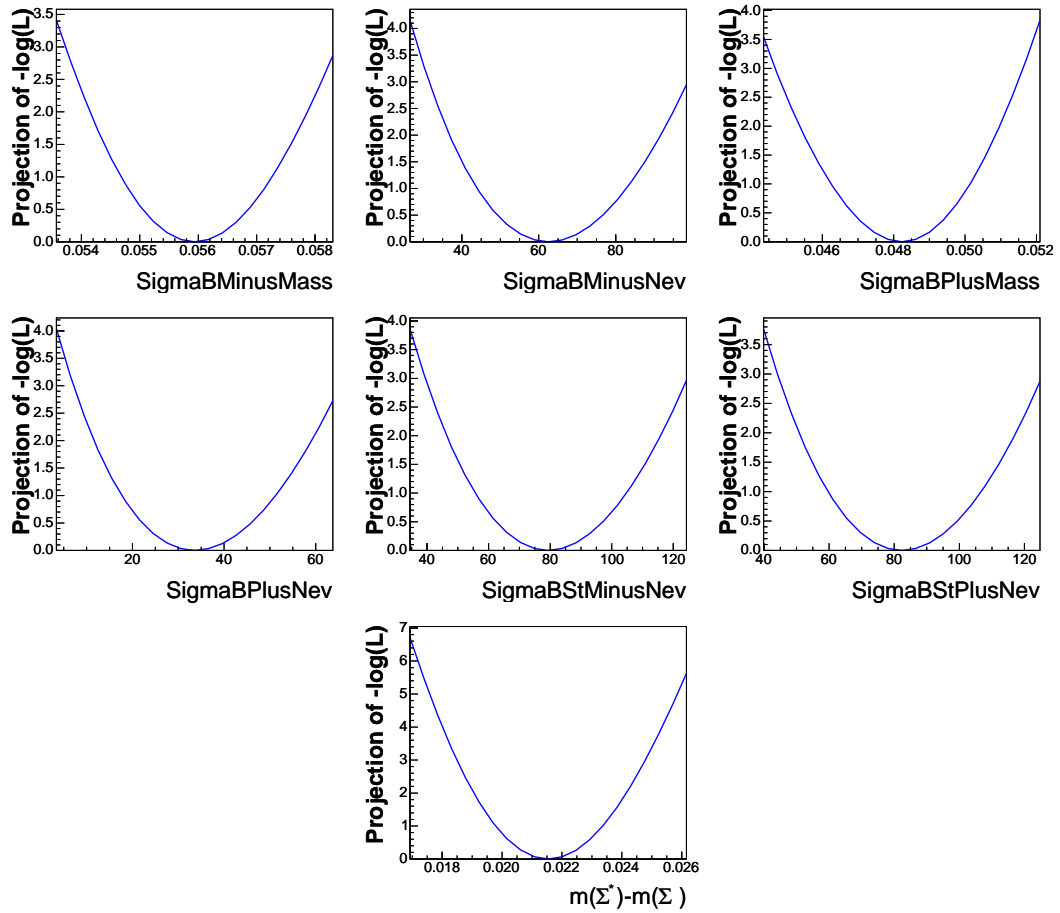 Projection of -log(L)
3.5
3.0
2.5
2.0
1.5
1.0
0.5
0.0
0.054 0.055 0.056 0.057 0.058
SigmaBMinusMass
Projection of -log(L)
4.0
3.5
3.0
2.5
2.0
1.5
1.0
0.5
0.0
40 60 80
SigmaBMinusNev
Projection of -log(L)
4.0
3.5
3.0
2.5
2.0
1.5
1.0
0.5
0.0
0.046 0.048 0.050 0.052
SigmaBPlusMass
Projection of -log(L)
4.0
3.5
3.0
2.5
2.0
1.5
1.0
0.5
0.0
20 40 60
SigmaBPlusNev
Projection of -log(L)
4.0
3.5
3.0
2.5
2.0
1.5
1.0
0.5
0.0
40 60 80 100 120
SigmaBStMinusNev
Projection of -log(L)
3.5
3.0
2.5
2.0
1.5
1.0
0.5
0.0
40 60 80 100 120
SigmaBStPlusNev
Projection of -log(L)
7
6
5
4
3
2
1
0
0.018 0.020 0.022 0.024 0.026
m(Σ*)-m(Σ )